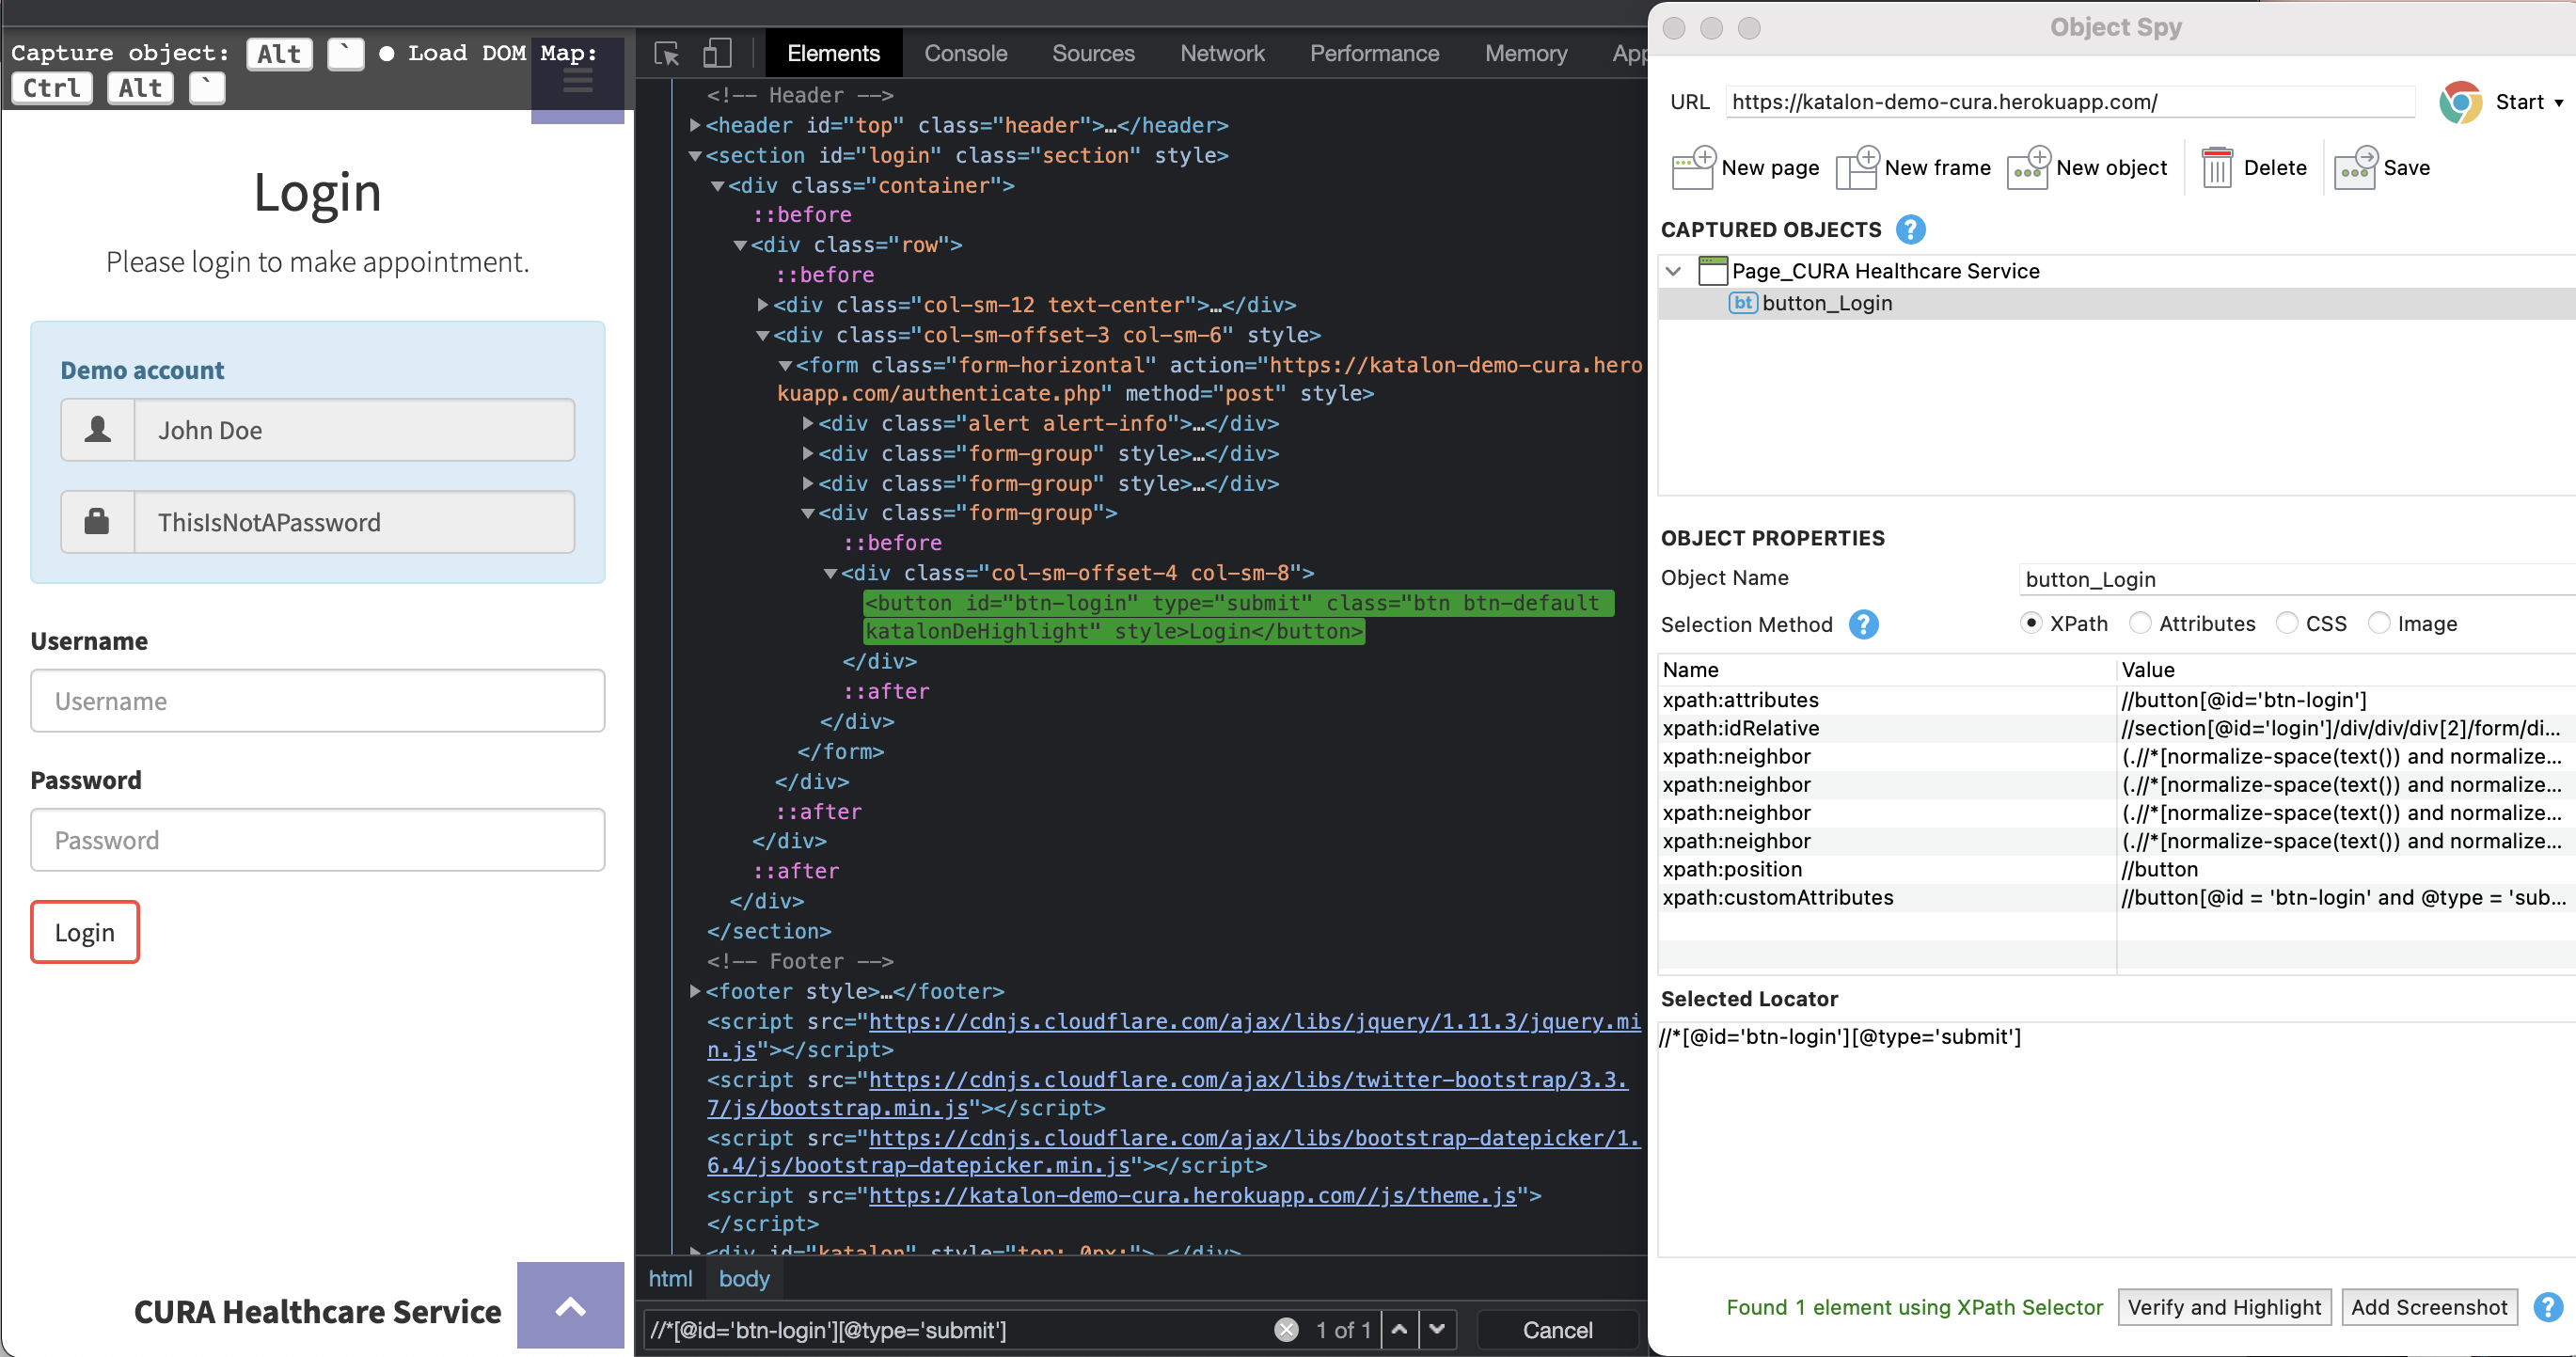 Capture object: Alt ` ● Load DOM Map:
Ctrl Alt `
Login
Please login to make appointment.
Demo account
John Doe
ThisIsNotAPassword
Username
Username
Password
Password
Login
CURA Healthcare Service
Elements Console Sources Network Performance Memory App
<!-- Header -->
<header id="top" class="header">…</header>
<section id="login" class="section" style>
<div class="container">
::before
<div class="row">
::before
<div class="col-sm-12 text-center">…</div>
<div class="col-sm-offset-3 col-sm-6" style>
<form class="form-horizontal" action="https://katalon-demo-cura.hero
kuapp.com/authenticate.php" method="post" style>
<div class="alert alert-info">…</div>
<div class="form-group" style>…</div>
<div class="form-group" style>…</div>
<div class="form-group">
::before
<div class="col-sm-offset-4 col-sm-8">
<button id="btn-login" type="submit" class="btn btn-default
katalonDeHighlight" style>Login</button>
</div>
::after
</div>
</form>
</div>
::after
</div>
::after
</div>
</section>
<!-- Footer -->
<footer style>…</footer>
<script src="https://cdnjs.cloudflare.com/ajax/libs/jquery/1.11.3/jquery.mi
n.js"></script>
<script src="https://cdnjs.cloudflare.com/ajax/libs/twitter-bootstrap/3.3.
7/js/bootstrap.min.js"></script>
<script src="https://cdnjs.cloudflare.com/ajax/libs/bootstrap-datepicker/1.
6.4/js/bootstrap-datepicker.min.js"></script>
<script src="https://katalon-demo-cura.herokuapp.com//js/theme.js">
</script>
<div id="katalon" style="top: 0px;">…</div>
html body
//*[@id='btn-login'][@type='submit'] 1 of 1 Cancel
Object Spy
URL https://katalon-demo-cura.herokuapp.com/ Start
New page New frame New object Delete Save
CAPTURED OBJECTS ?
Page_CURA Healthcare Service
bt button_Login
OBJECT PROPERTIES
Object Name button_Login
Selection Method ? XPath Attributes CSS Image
Name Value
xpath:attributes //button[@id='btn-login']
xpath:idRelative //section[@id='login']/div/div/div[2]/form/di...
xpath:neighbor (.//*[normalize-space(text()) and normalize...
xpath:neighbor (.//*[normalize-space(text()) and normalize...
xpath:neighbor (.//*[normalize-space(text()) and normalize...
xpath:neighbor (.//*[normalize-space(text()) and normalize...
xpath:position //button
xpath:customAttributes //button[@id = 'btn-login' and @type = 'sub...
Selected Locator
//*[@id='btn-login'][@type='submit']
Found 1 element using XPath Selector Verify and Highlight Add Screenshot ?